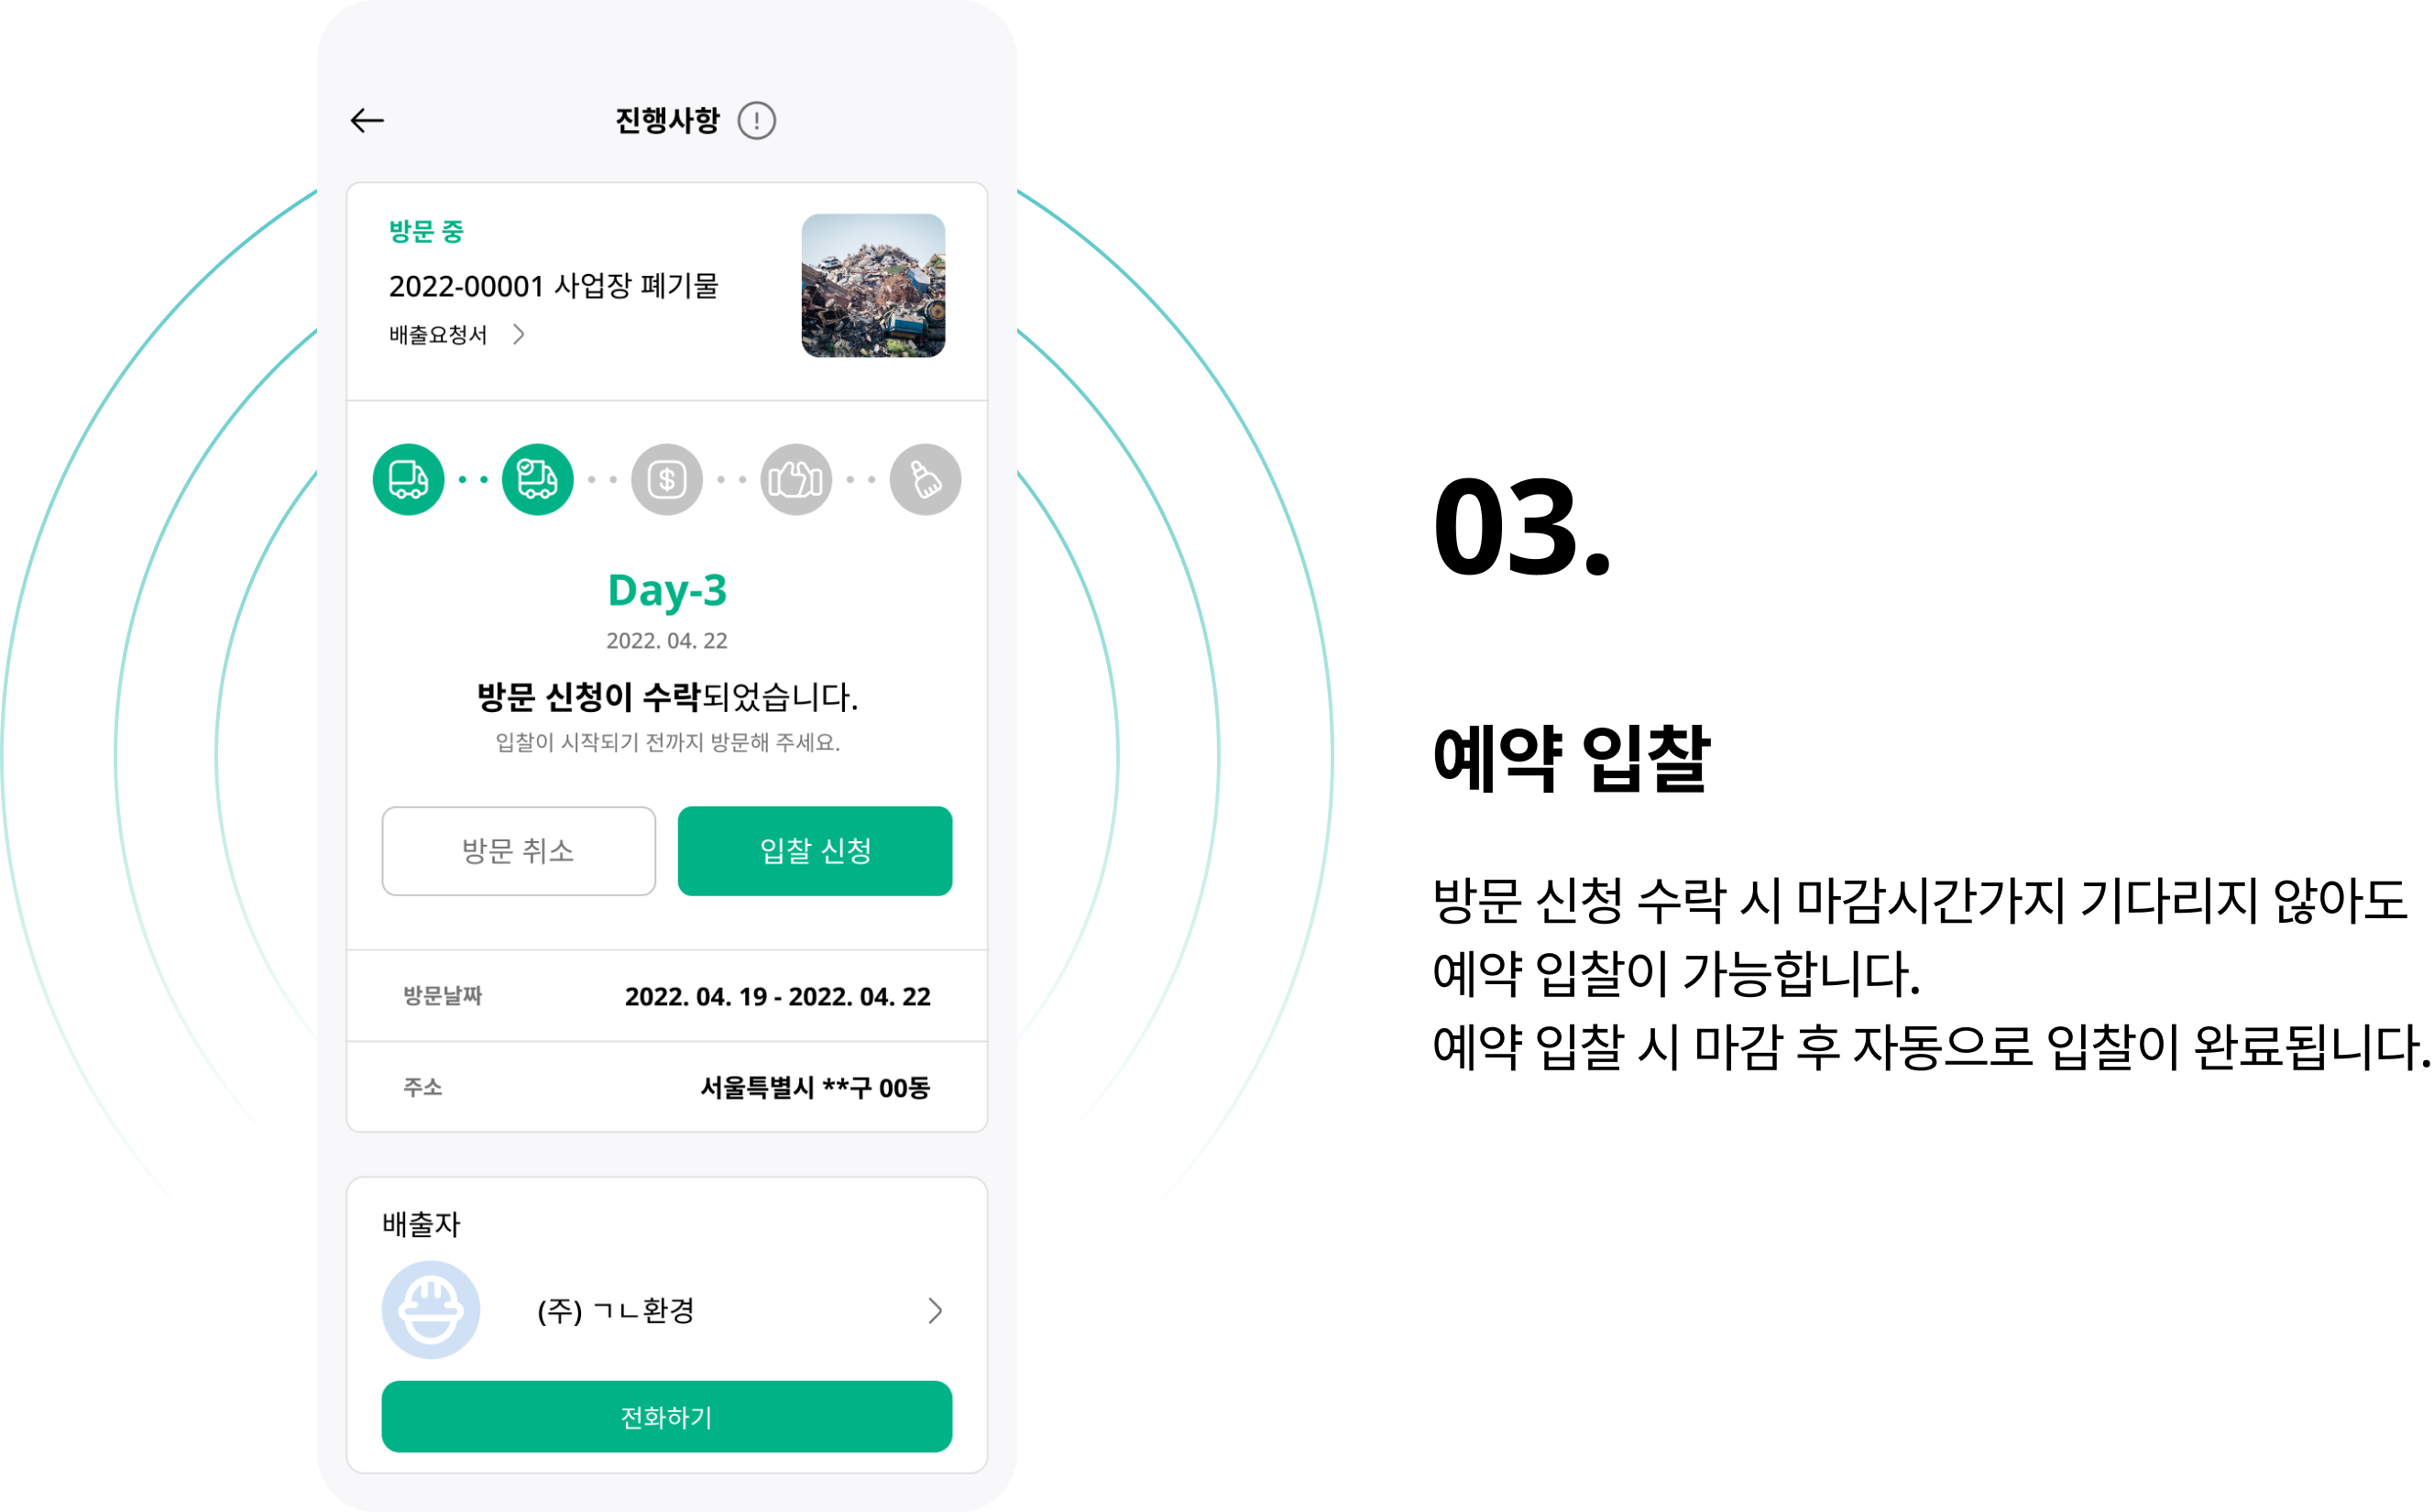 진행사항
방문 중
2022-00001 사업장 폐기물
배출요청서
Day-3
2022. 04. 22
방문 신청이 수락되었습니다.
입찰이 시작되기 전까지 방문해 주세요.
방문 취소
입찰 신청
방문날짜 2022. 04. 19 - 2022. 04. 22
주소 서울특별시 **구 00동
배출자
(주) ㄱㄴ환경
전화하기
03.
예약 입찰
방문 신청 수락 시 마감시간가지 기다리지 않아도
예약 입찰이 가능합니다.
예약 입찰 시 마감 후 자동으로 입찰이 완료됩니다.